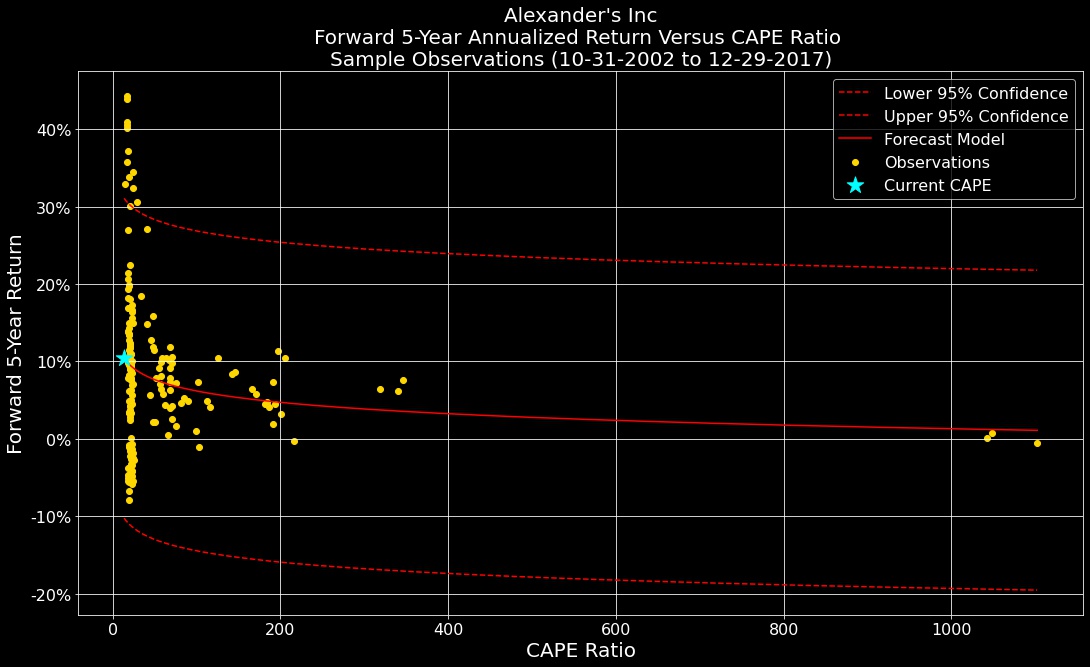 Alexander's Inc
Forward 5-Year Annualized Return Versus CAPE Ratio
Sample Observations (10-31-2002 to 12-29-2017)
Lower 95% Confidence
Upper 95% Confidence
Forecast Model
Observations
Current CAPE
Forward 5-Year Return
40%
30%
20%
10%
0%
-10%
-20%
0 200 400 600 800 1000
CAPE Ratio